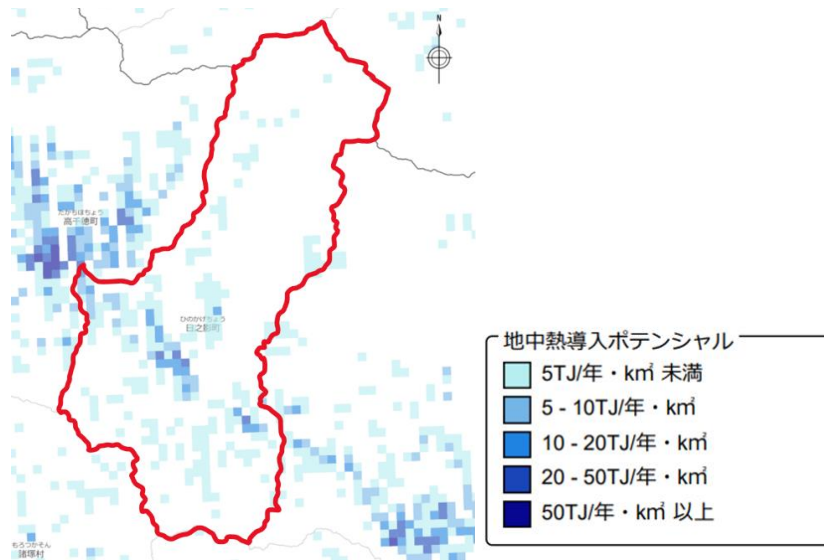 N
たかちほちょう
高千穂町
ひのかげちょう
日之影町
もろつかそん
諸塚村
地中熱導入ポテンシャル
5TJ/年・k㎡ 未満
5 - 10TJ/年・k㎡
10 - 20TJ/年・k㎡
20 - 50TJ/年・k㎡
50TJ/年・k㎡ 以上